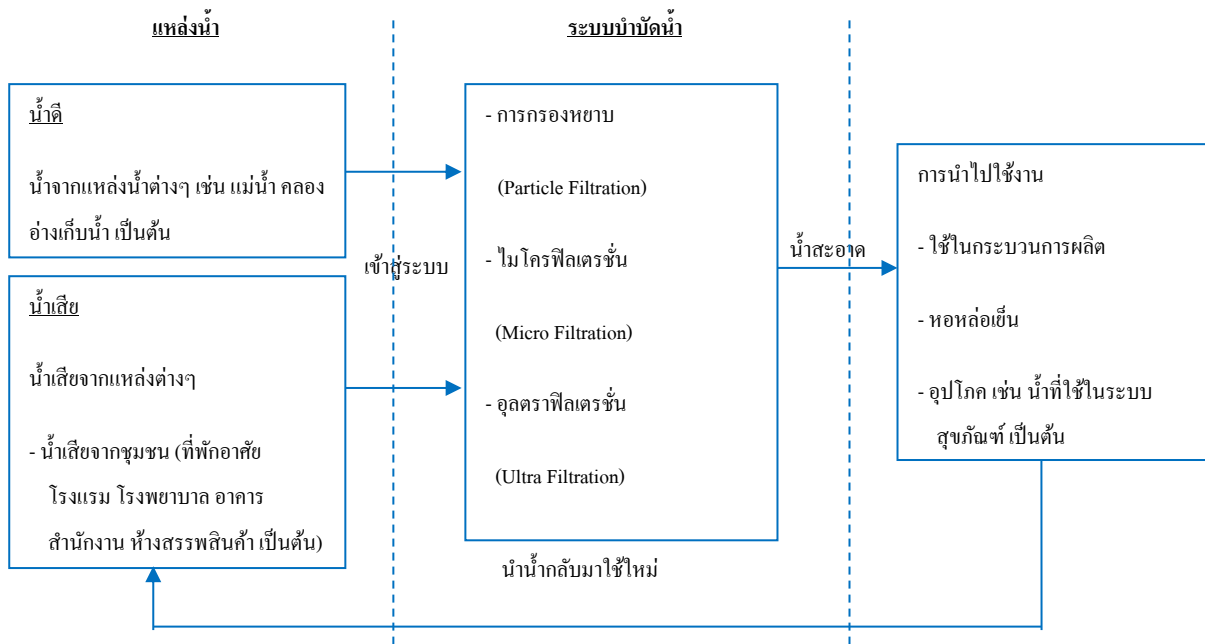 แหล่งน้ำ
ระบบบำบัดน้ำ
น้ำดี
น้ำจากแหล่งน้ำต่างๆ เช่น แม่น้ำ คลอง
อ่างเก็บน้ำ เป็นต้น
น้ำเสีย
น้ำเสียจากแหล่งต่างๆ
- น้ำเสียจากชุมชน (ที่พักอาศัย
โรงแรม โรงพยาบาล อาคาร
สำนักงาน ห้างสรรพสินค้า เป็นต้น)
เข้าสู่ระบบ
- การกรองหยาบ
(Particle Filtration)
- ไมโครฟิลเตรชั่น
(Micro Filtration)
- อุลตราฟิลเตรชั่น
(Ultra Filtration)
น้ำสะอาด
การนำไปใช้งาน
- ใช้ในกระบวนการผลิต
- หอหล่อเย็น
- อุปโภค เช่น น้ำที่ใช้ในระบบ
สุขภัณฑ์ เป็นต้น
นำน้ำกลับมาใช้ใหม่